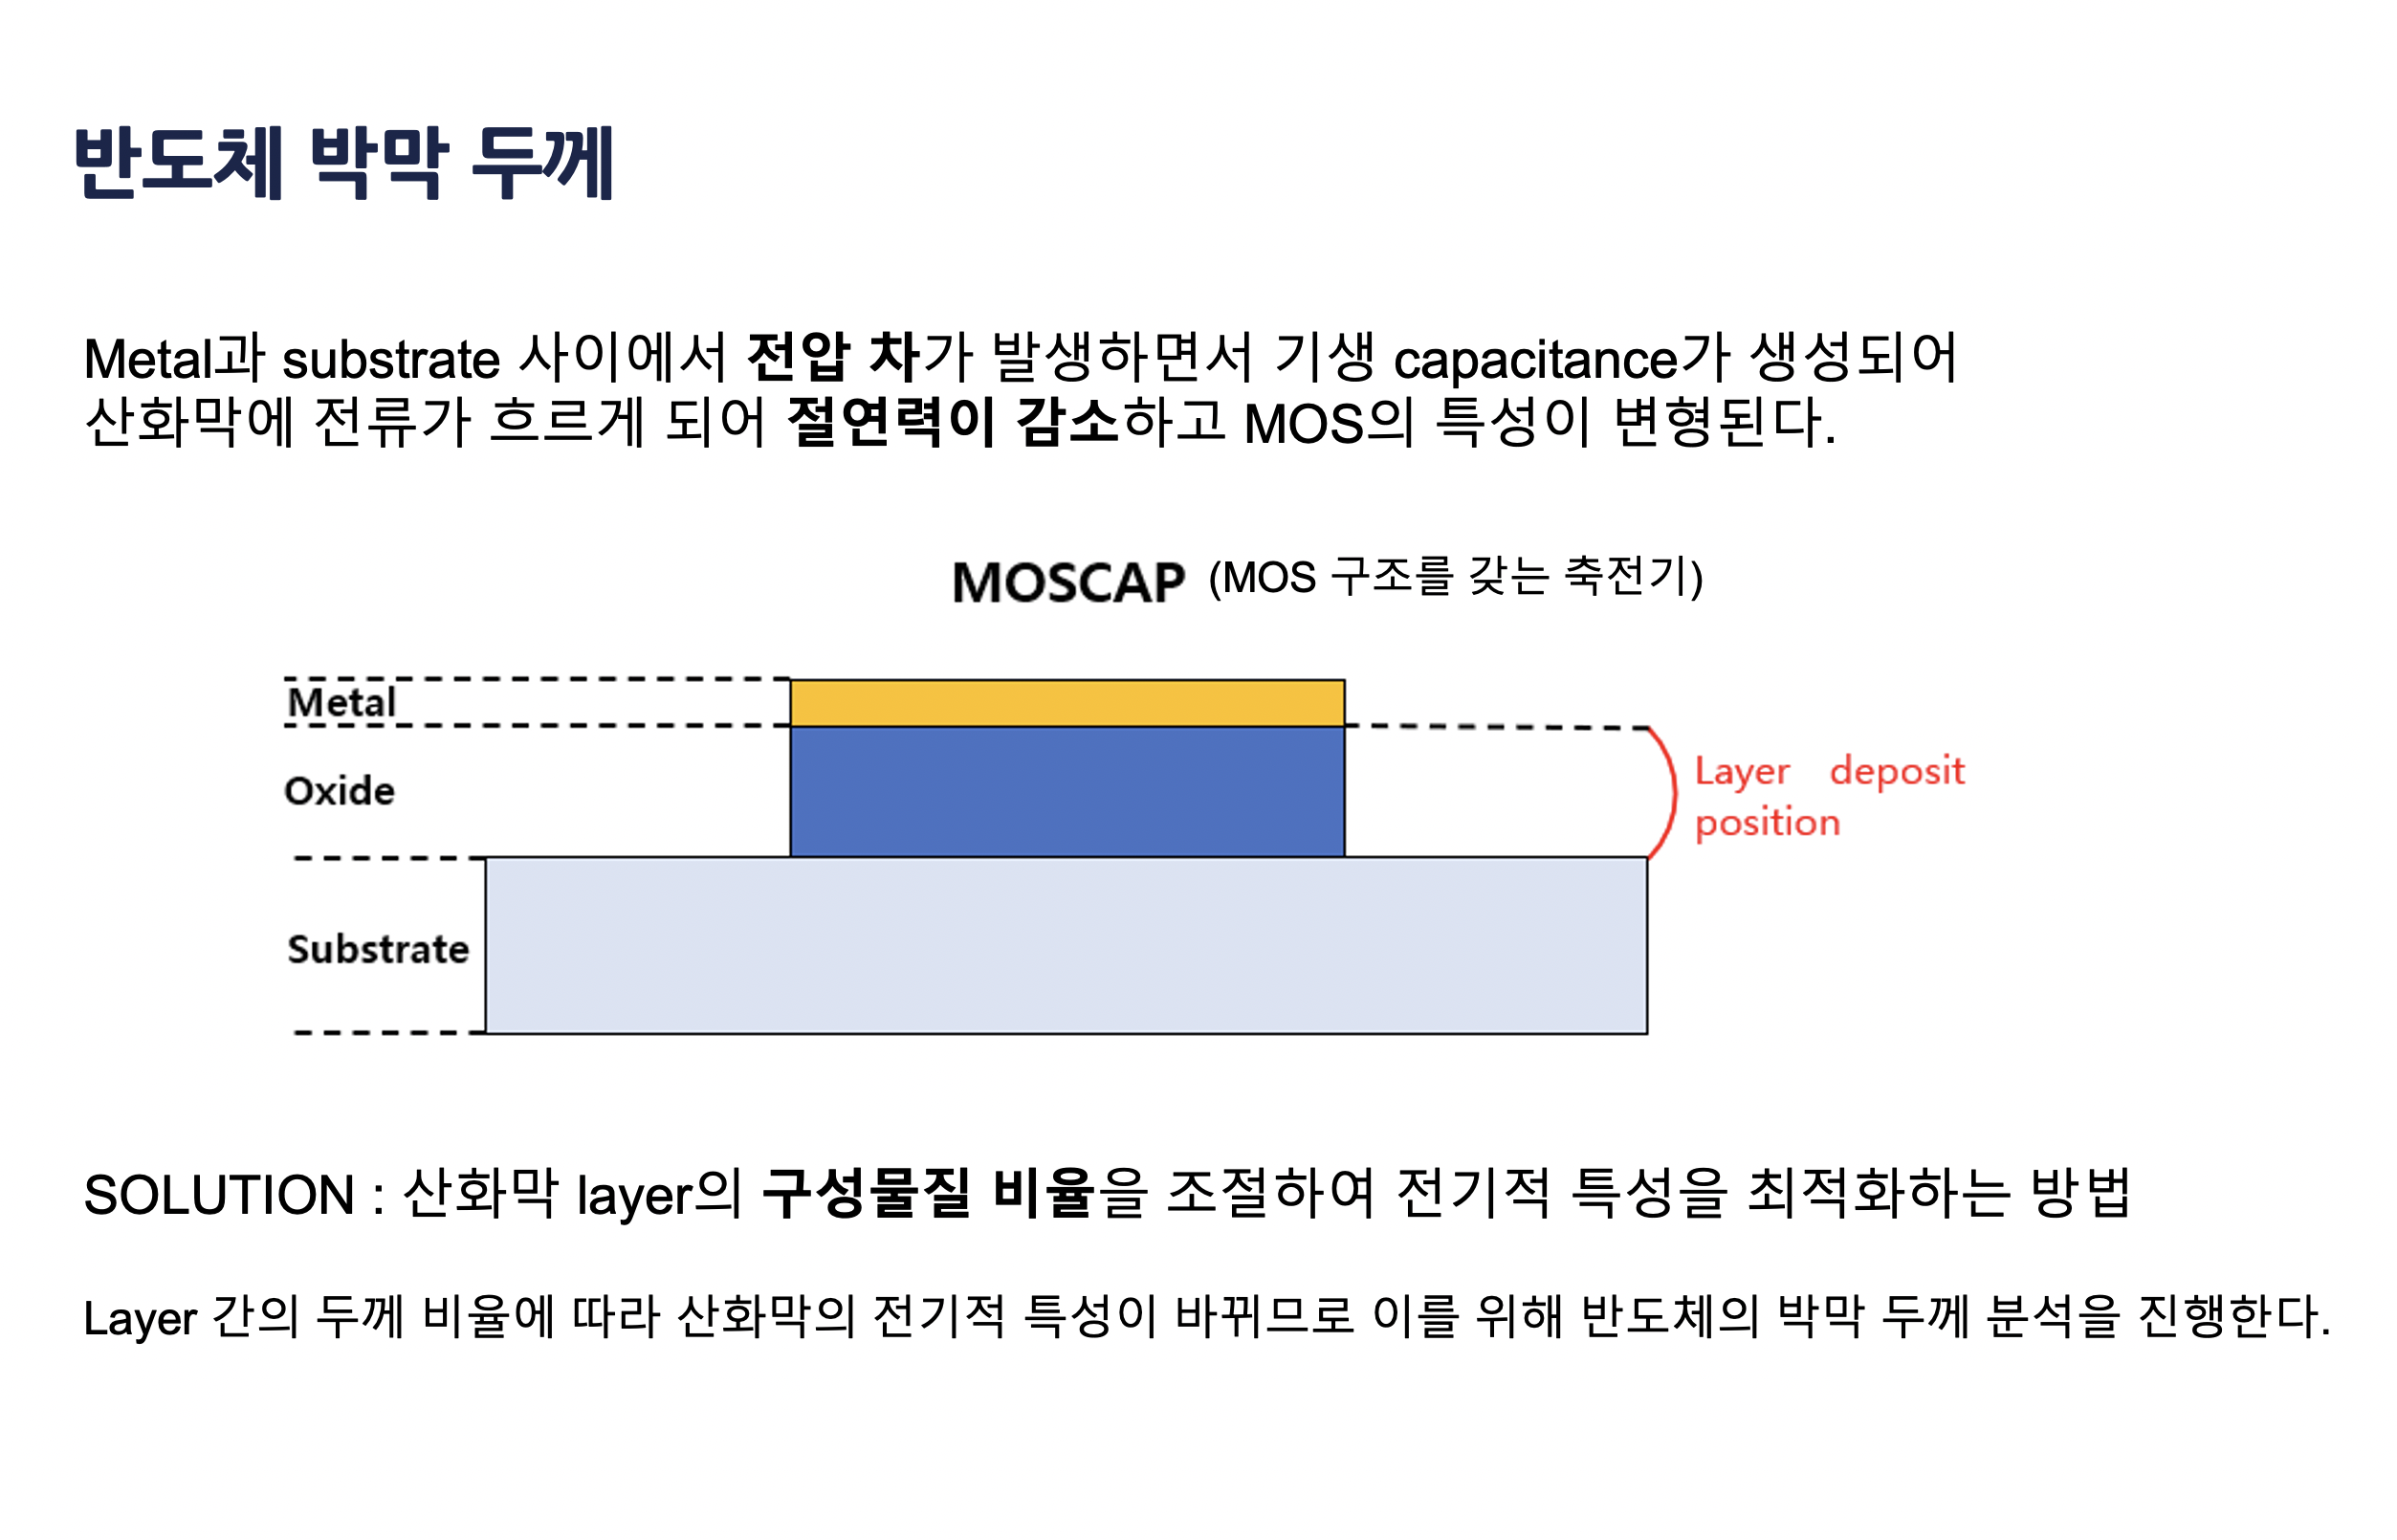 반도체 박막 두께
Metal과 substrate 사이에서 전압 차가 발생하면서 기생 capacitance가 생성되어
산화막에 전류가 흐르게 되어 절연력이 감소하고 MOS의 특성이 변형된다.
MOSCAP (MOS 구조를 갖는 축전기)
Metal
Oxide
Layer deposit
position
Substrate
SOLUTION : 산화막 layer의 구성물질 비율을 조절하여 전기적 특성을 최적화하는 방법
Layer 간의 두께 비율에 따라 산화막의 전기적 특성이 바뀌므로 이를 위해 반도체의 박막 두께 분석을 진행한다.